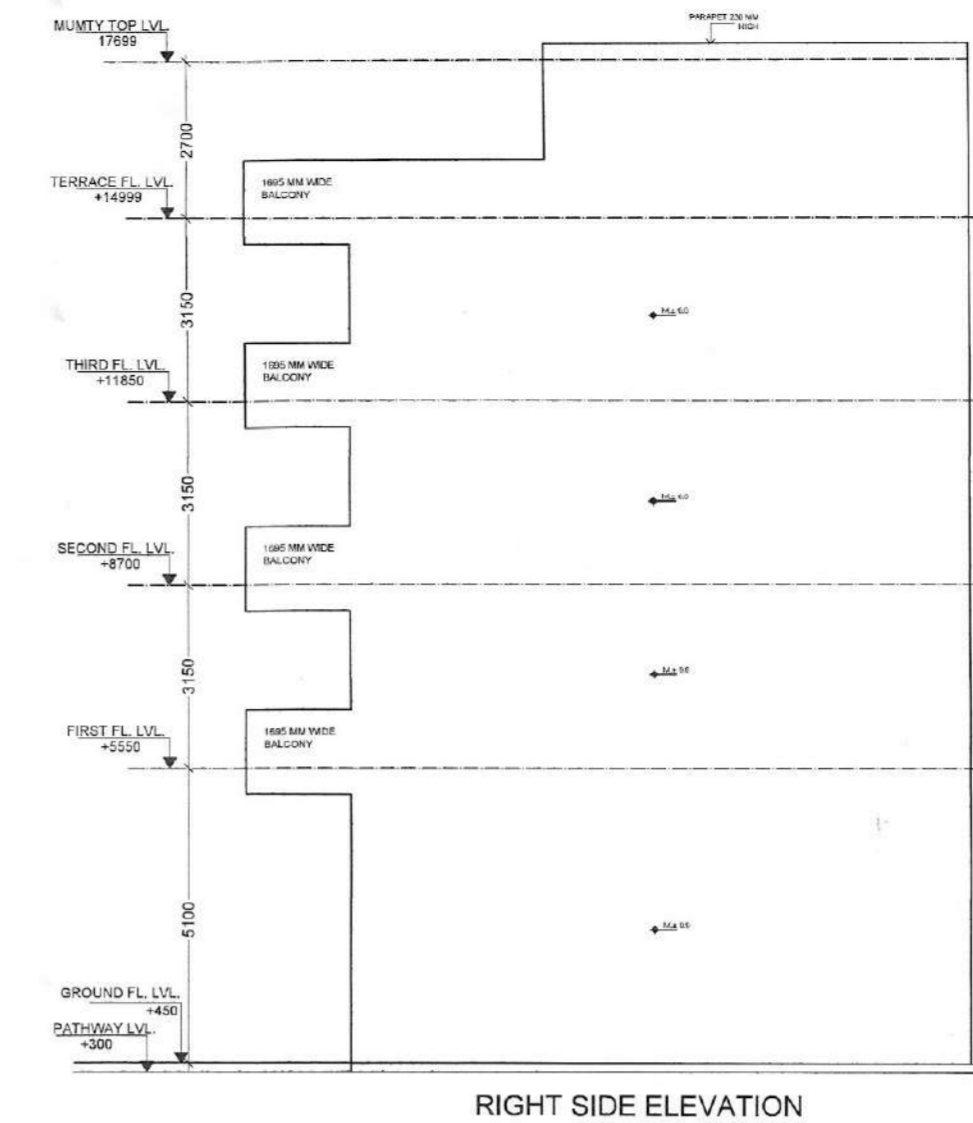 MUMTY TOP LVL.
17699
PARAPET 230 MM
HIGH
2700
TERRACE FL. LVL.
+14999
1695 MM WIDE
BALCONY
3150
THIRD FL. LVL.
+11850
1695 MM WIDE
BALCONY
3150
SECOND FL. LVL.
+8700
1695 MM WIDE
BALCONY
3150
FIRST FL. LVL.
+5550
1695 MM WIDE
BALCONY
5100
GROUND FL. LVL.
+450
PATHWAY LVL.
+300
RIGHT SIDE ELEVATION